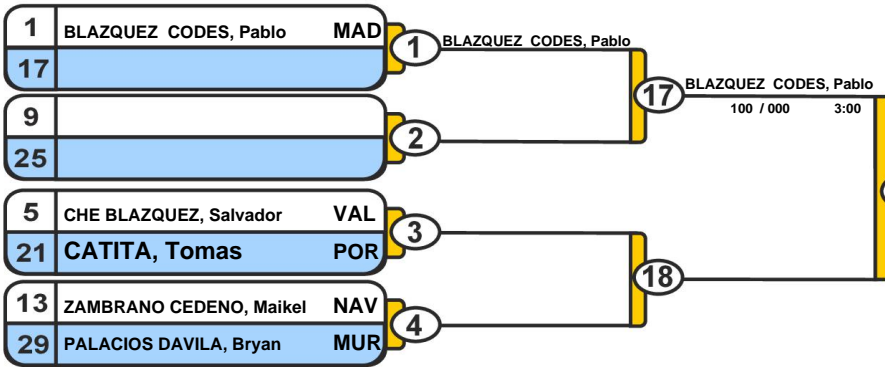 1 BLAZQUEZ CODES, Pablo MAD
17
1
BLAZQUEZ CODES, Pablo
9
25
2
17
BLAZQUEZ CODES, Pablo
100 / 000 3:00
5 CHE BLAZQUEZ, Salvador VAL
21 CATITA, Tomas POR
3
13 ZAMBRANO CEDENO, Maikel NAV
29 PALACIOS DAVILA, Bryan MUR
4
18